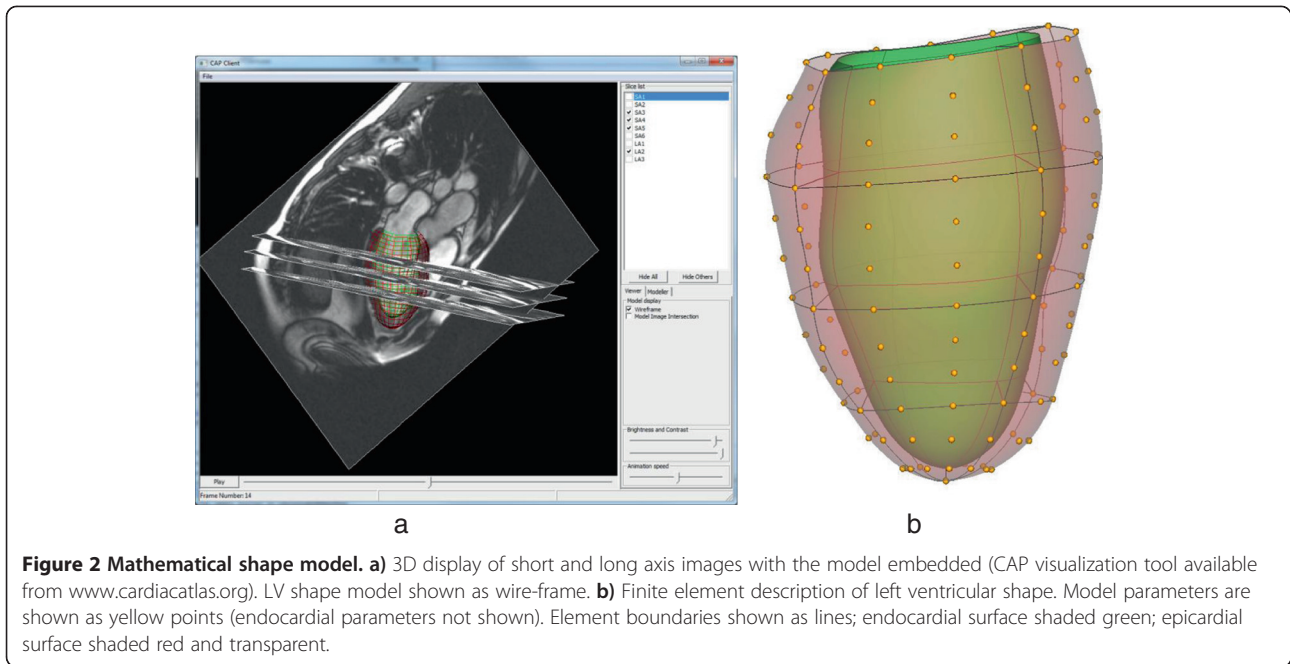 CAP Client
File
Slice list
SA1
SA2
SA3
SA4
SA5
SA6
LA1
LA2
LA3
Hide All Hide Others
Viewer Modeller
Model display
Wireframe
Model Image Intersection
Brightness and Contrast
Animation speed
Play
Frame Number: 14
a
b
Figure 2 Mathematical shape model. a) 3D display of short and long axis images with the model embedded (CAP visualization tool available
from www.cardiacatlas.org). LV shape model shown as wire-frame. b) Finite element description of left ventricular shape. Model parameters are
shown as yellow points (endocardial parameters not shown). Element boundaries shown as lines; endocardial surface shaded green; epicardial
surface shaded red and transparent.